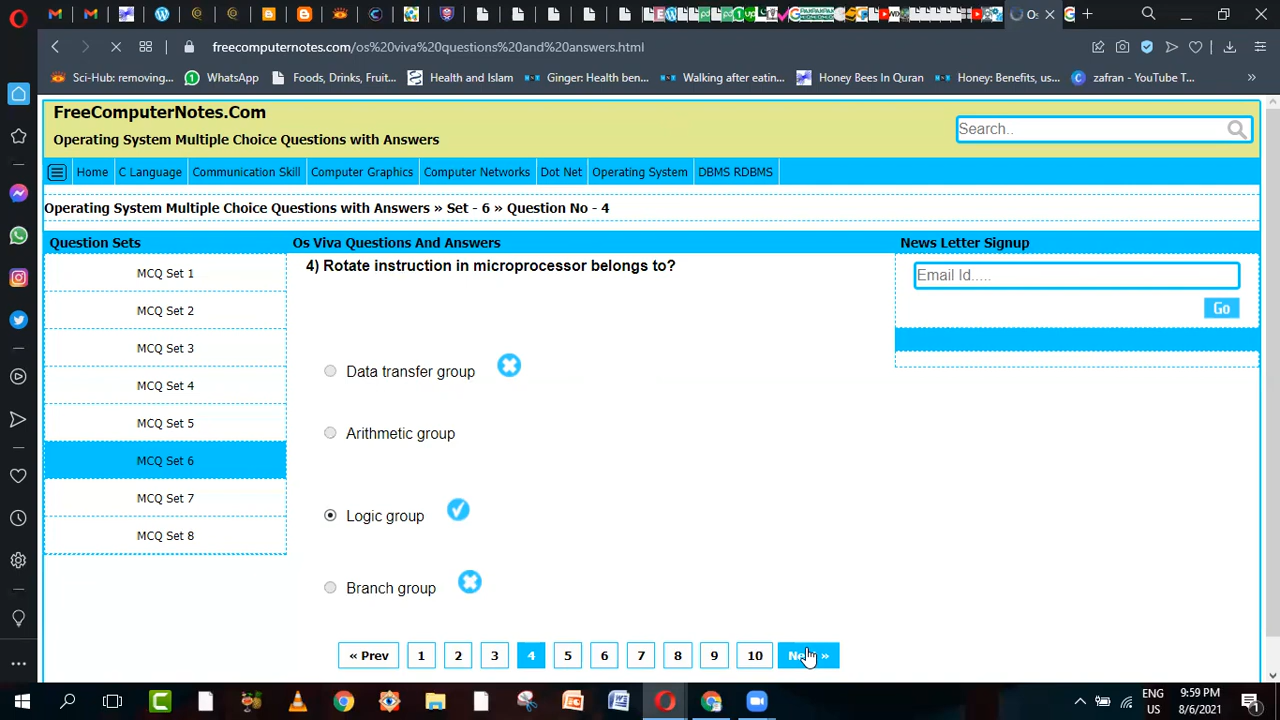 Os
freecomputernotes.com/os%20viva%20questions%20and%20answers.html
Sci-Hub: removing... WhatsApp Foods, Drinks, Fruit... Health and Islam Ginger: Health ben... Walking after eatin... Honey Bees In Quran Honey: Benefits, us... zafran - YouTube T...
FreeComputerNotes.Com
Operating System Multiple Choice Questions with Answers
Search..
Home C Language Communication Skill Computer Graphics Computer Networks Dot Net Operating System DBMS RDBMS
Operating System Multiple Choice Questions with Answers » Set - 6 » Question No - 4
Question Sets
MCQ Set 1
MCQ Set 2
MCQ Set 3
MCQ Set 4
MCQ Set 5
MCQ Set 6
MCQ Set 7
MCQ Set 8
Os Viva Questions And Answers
4) Rotate instruction in microprocessor belongs to?
Data transfer group
Arithmetic group
Logic group
Branch group
« Prev 1 2 3 4 5 6 7 8 9 10 »
News Letter Signup
Email Id.....
Go
ENG
US
9:59 PM
8/6/2021